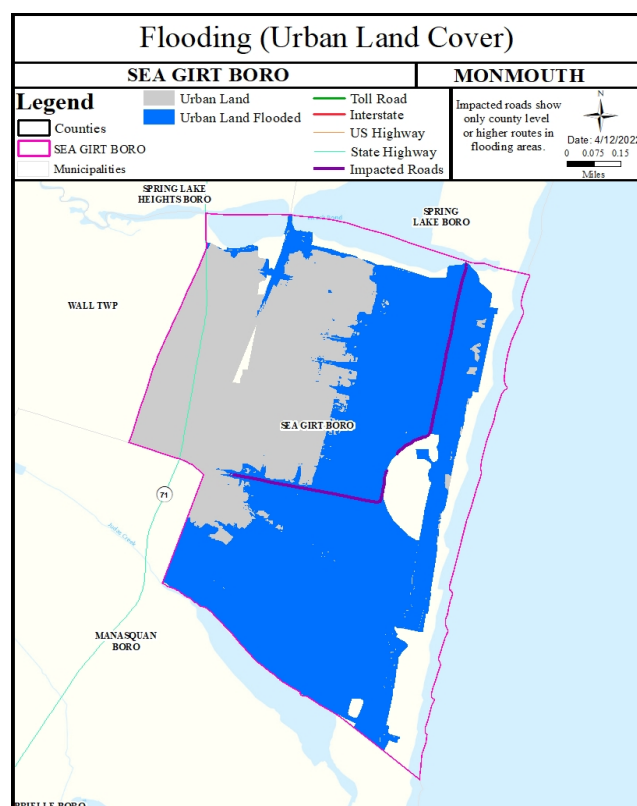 Flooding (Urban Land Cover)
SEA GIRT BORO
MONMOUTH
Legend
Counties
SEA GIRT BORO
Municipalities
Urban Land
Urban Land Flooded
Toll Road
Interstate
US Highway
State Highway
Impacted Roads
Impacted roads show
only county level
or higher routes in
flooding areas.
N
Date: 4/12/2022
0 0.075 0.15
Miles
SPRING LAKE
HEIGHTS BORO
SPRING
LAKE BORO
WALL TWP
SEA GIRT BORO
71
MANASQUAN
BORO
BRIELLE BORO